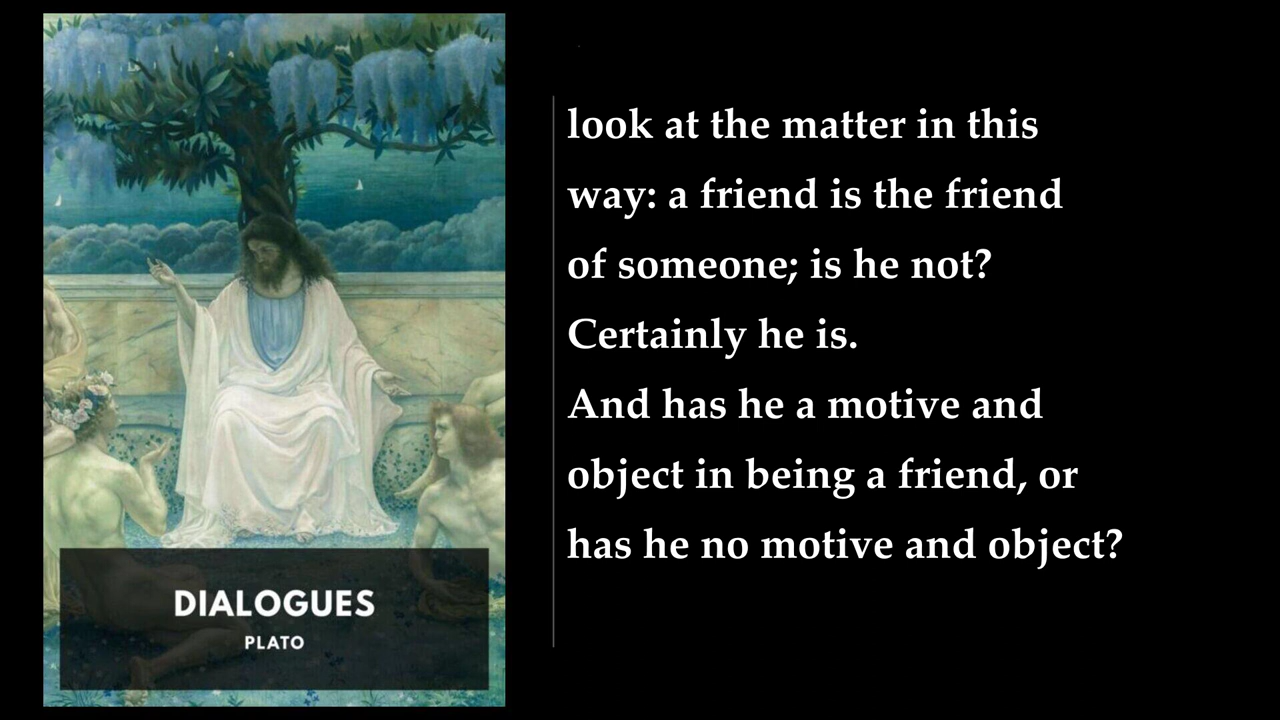 DIALOGUES
PLATO
look at the matter in this
way: a friend is the friend
of someone; is he not?
Certainly he is.
And has he a motive and
object in being a friend, or
has he no motive and object?